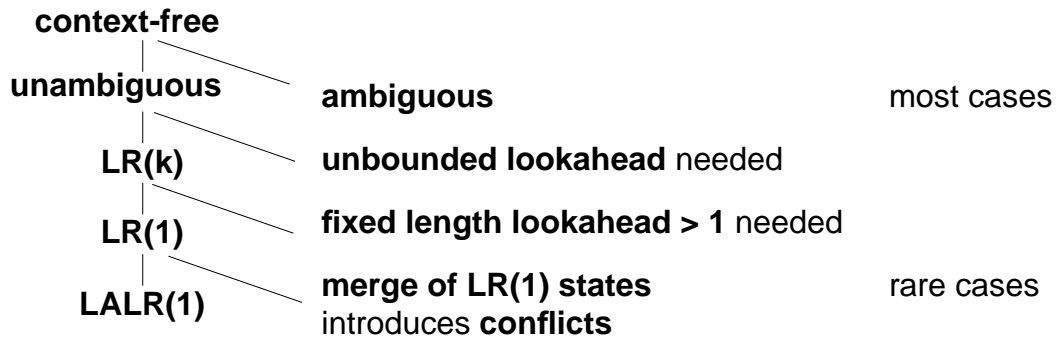 context-free
unambiguous
ambiguous most cases
LR(k)
unbounded lookahead needed
LR(1)
fixed length lookahead > 1 needed
LALR(1)
merge of LR(1) states rare cases
introduces conflicts